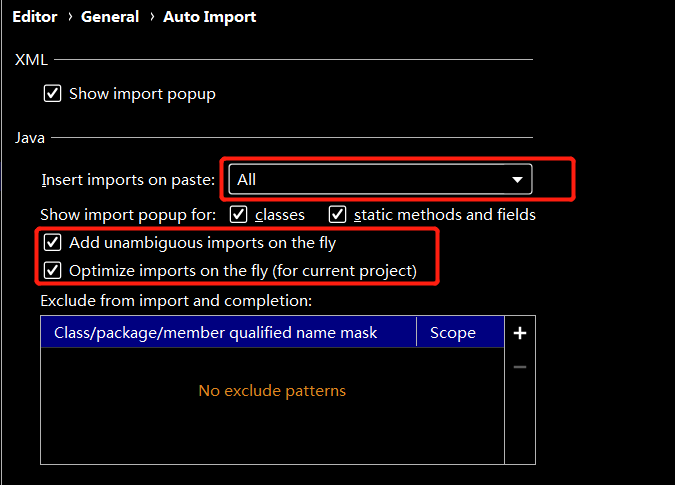 Editor › General › Auto Import
XML
Show import popup
Java
Insert imports on paste: All
Show import popup for: classes static methods and fields
Add unambiguous imports on the fly
Optimize imports on the fly (for current project)
Exclude from import and completion:
Class/package/member qualified name mask Scope
No exclude patterns